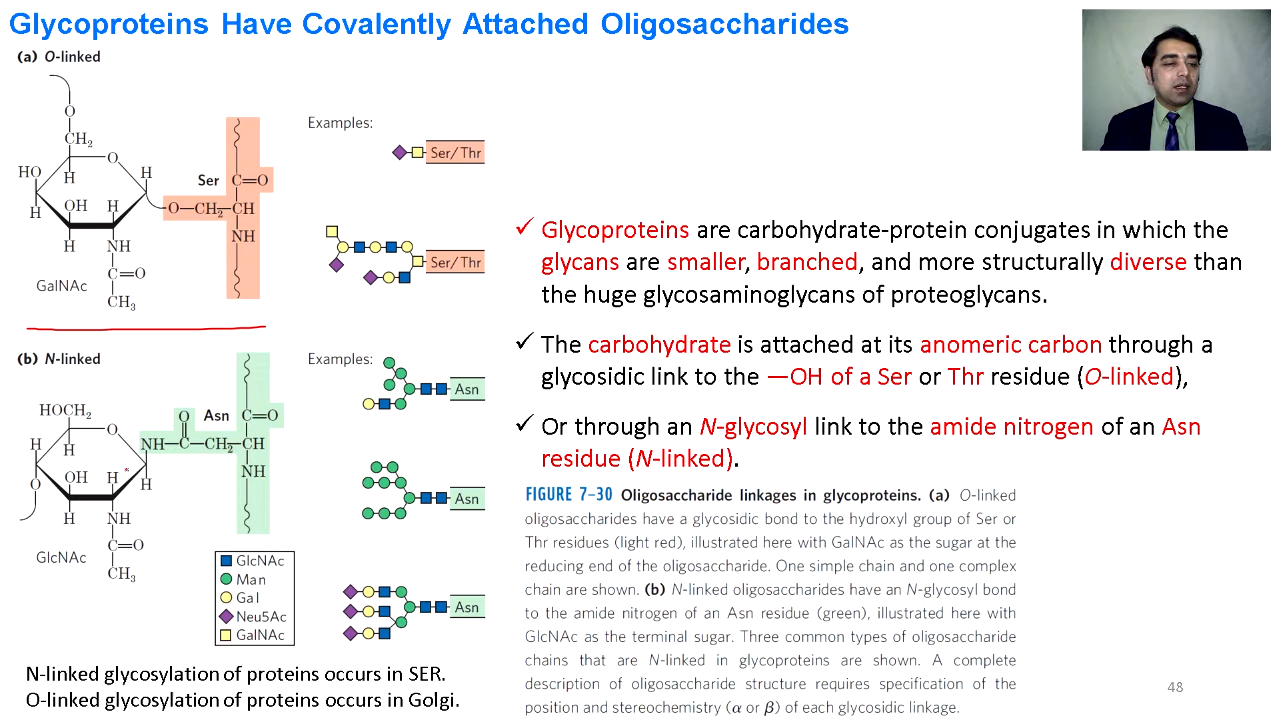 Glycoproteins Have Covalently Attached Oligosaccharides
(a) O-linked
O
CH₂
O
HO
H
H
H
OH
H
H
NH
C=O
CH₃
GalNAc
Ser
C=O
O—CH₂—CH
NH
Examples:
Ser/Thr
Ser/Thr
(b) N-linked
HOCH₂
O
H
H
O
OH
H
H
H
NH
C=O
CH₃
GlcNAc
Asn
O
C=O
NH—C—CH₂—CH
NH
Examples:
Asn
Asn
Asn
GlcNAc
Man
Gal
Neu5Ac
GalNAc
N-linked glycosylation of proteins occurs in SER.
O-linked glycosylation of proteins occurs in Golgi.
✓ Glycoproteins are carbohydrate-protein conjugates in which the
glycans are smaller, branched, and more structurally diverse than
the huge glycosaminoglycans of proteoglycans.
✓ The carbohydrate is attached at its anomeric carbon through a
glycosidic link to the —OH of a Ser or Thr residue (O-linked),
✓ Or through an N-glycosyl link to the amide nitrogen of an Asn
residue (N-linked).
FIGURE 7-30 Oligosaccharide linkages in glycoproteins. (a) O-linked
oligosaccharides have a glycosidic bond to the hydroxyl group of Ser or
Thr residues (light red), illustrated here with GalNAc as the sugar at the
reducing end of the oligosaccharide. One simple chain and one complex
chain are shown. (b) N-linked oligosaccharides have an N-glycosyl bond
to the amide nitrogen of an Asn residue (green), illustrated here with
GlcNAc as the terminal sugar. Three common types of oligosaccharide
chains that are N-linked in glycoproteins are shown. A complete
description of oligosaccharide structure requires specification of the
position and stereochemistry (α or β) of each glycosidic linkage.
48